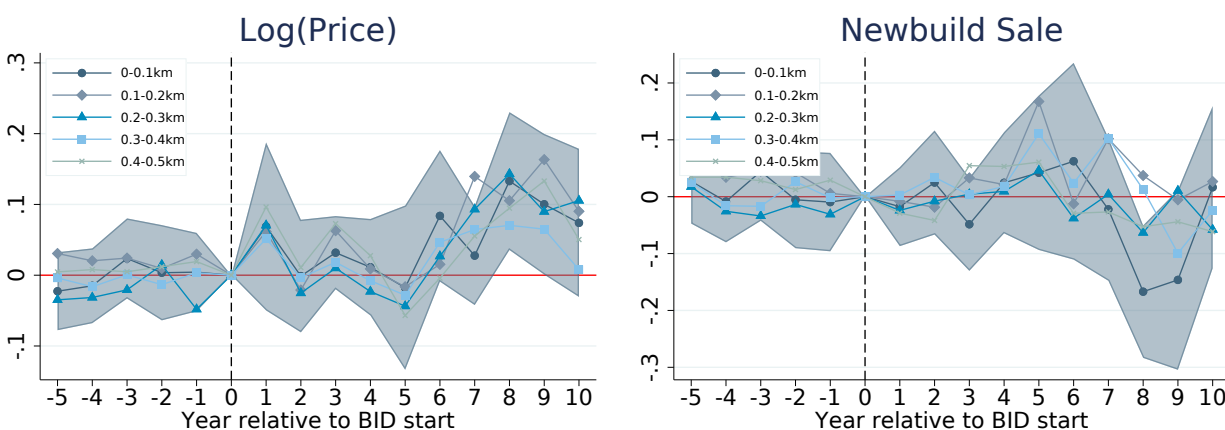 Log(Price)
.3
.2
.1
0
-.1
0-0.1km
0.1-0.2km
0.2-0.3km
0.3-0.4km
0.4-0.5km
-5 -4 -3 -2 -1 0 1 2 3 4 5 6 7 8 9 10
Year relative to BID start
Newbuild Sale
.2
.1
0
-.1
-.2
-.3
0-0.1km
0.1-0.2km
0.2-0.3km
0.3-0.4km
0.4-0.5km
-5 -4 -3 -2 -1 0 1 2 3 4 5 6 7 8 9 10
Year relative to BID start